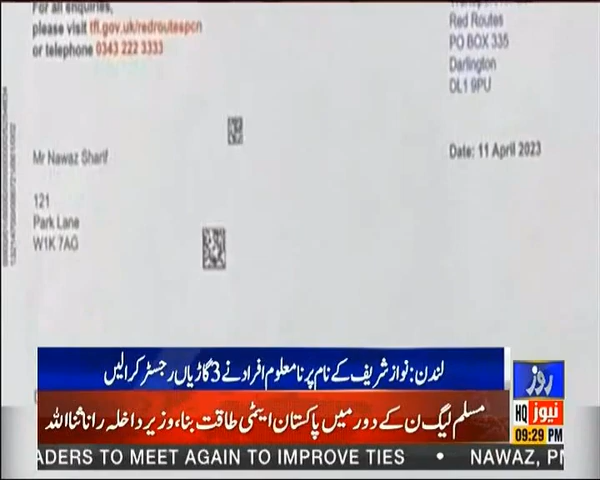 For all enquiries,
please visit tfl.gov.uk/redroutespcn
or telephone 0343 222 3333
Red Routes
PO BOX 335
Darlington
DL1 9PU
Mr Nawaz Sharif
Date: 11 April 2023
121
Park Lane
W1K 7AG
لندن: نواز شریف کے نام پر نامعلوم افراد نے 3 گاڑیاں رجسٹر کرالیں
مسلم لیگ ن کے دور میں پاکستان ایٹمی طاقت بنا، وزیر داخلہ رانا ثنا اللہ
روز
HQ نیوز
09:29 PM
ADERS TO MEET AGAIN TO IMPROVE TIES • NAWAZ, PM